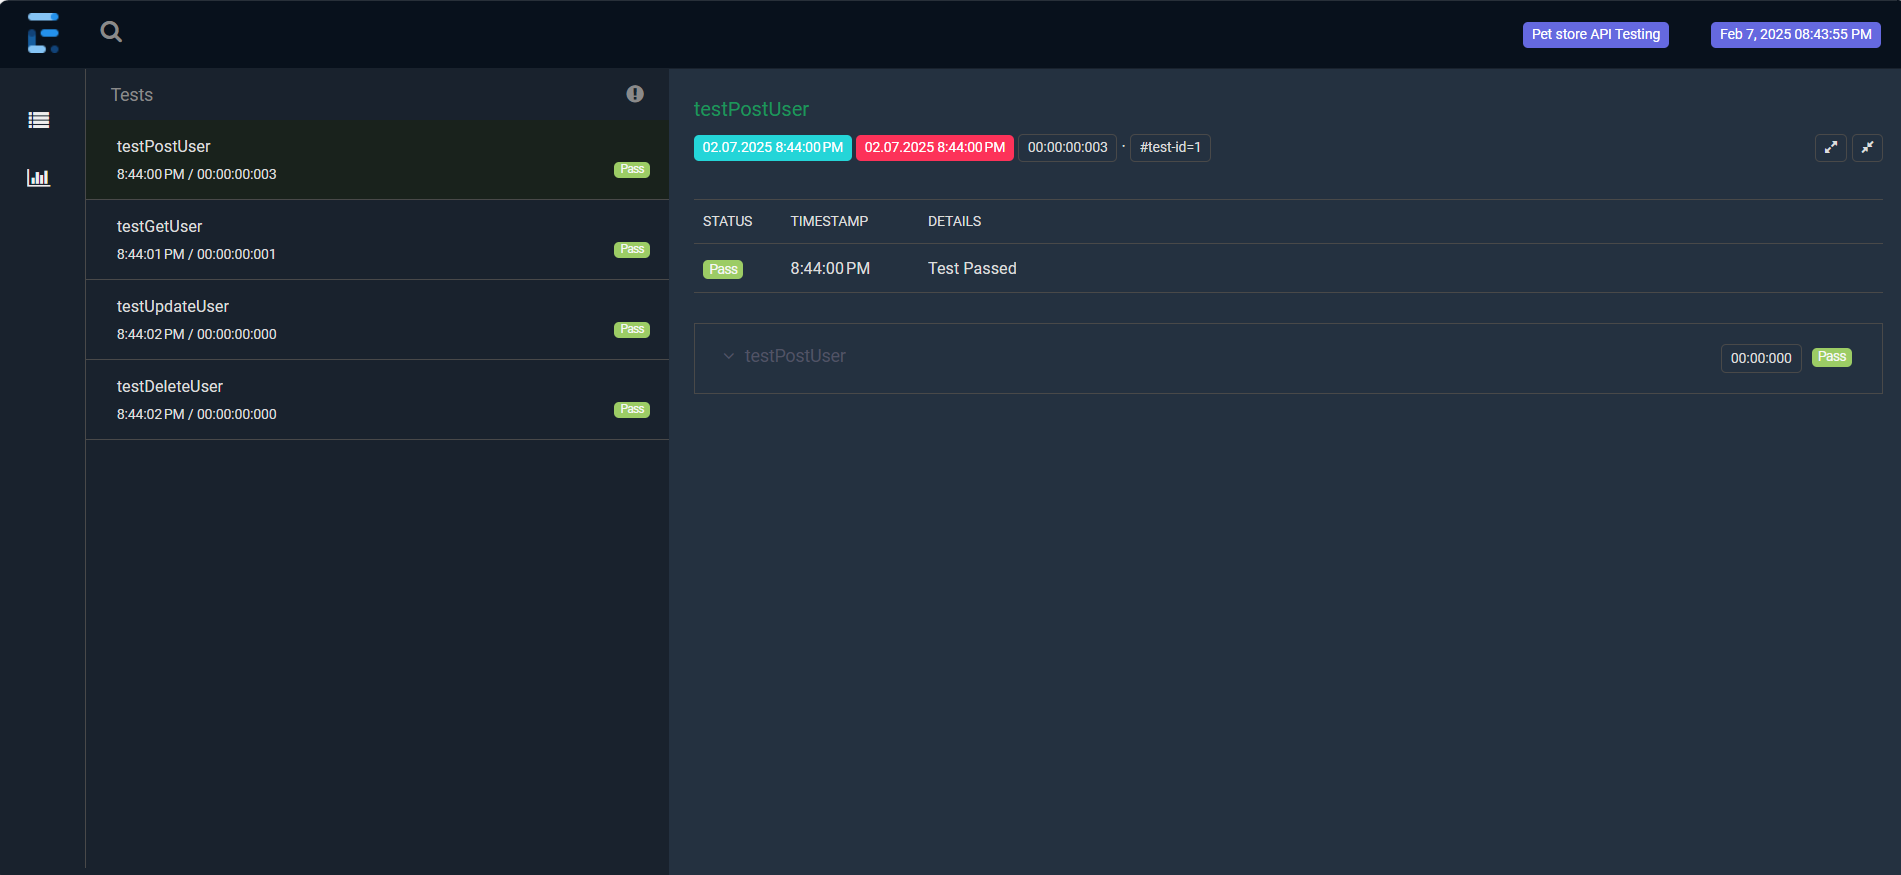 Pet store API Testing
Feb 7, 2025 08:43:55 PM
Tests
testPostUser
8:44:00 PM / 00:00:00:003
Pass
testGetUser
8:44:01 PM / 00:00:00:001
Pass
testUpdateUser
8:44:02 PM / 00:00:00:000
Pass
testDeleteUser
8:44:02 PM / 00:00:00:000
Pass
testPostUser
02.07.2025 8:44:00 PM 02.07.2025 8:44:00 PM 00:00:00:003 · #test-id=1
STATUS TIMESTAMP DETAILS
Pass 8:44:00 PM Test Passed
testPostUser 00:00:000 Pass